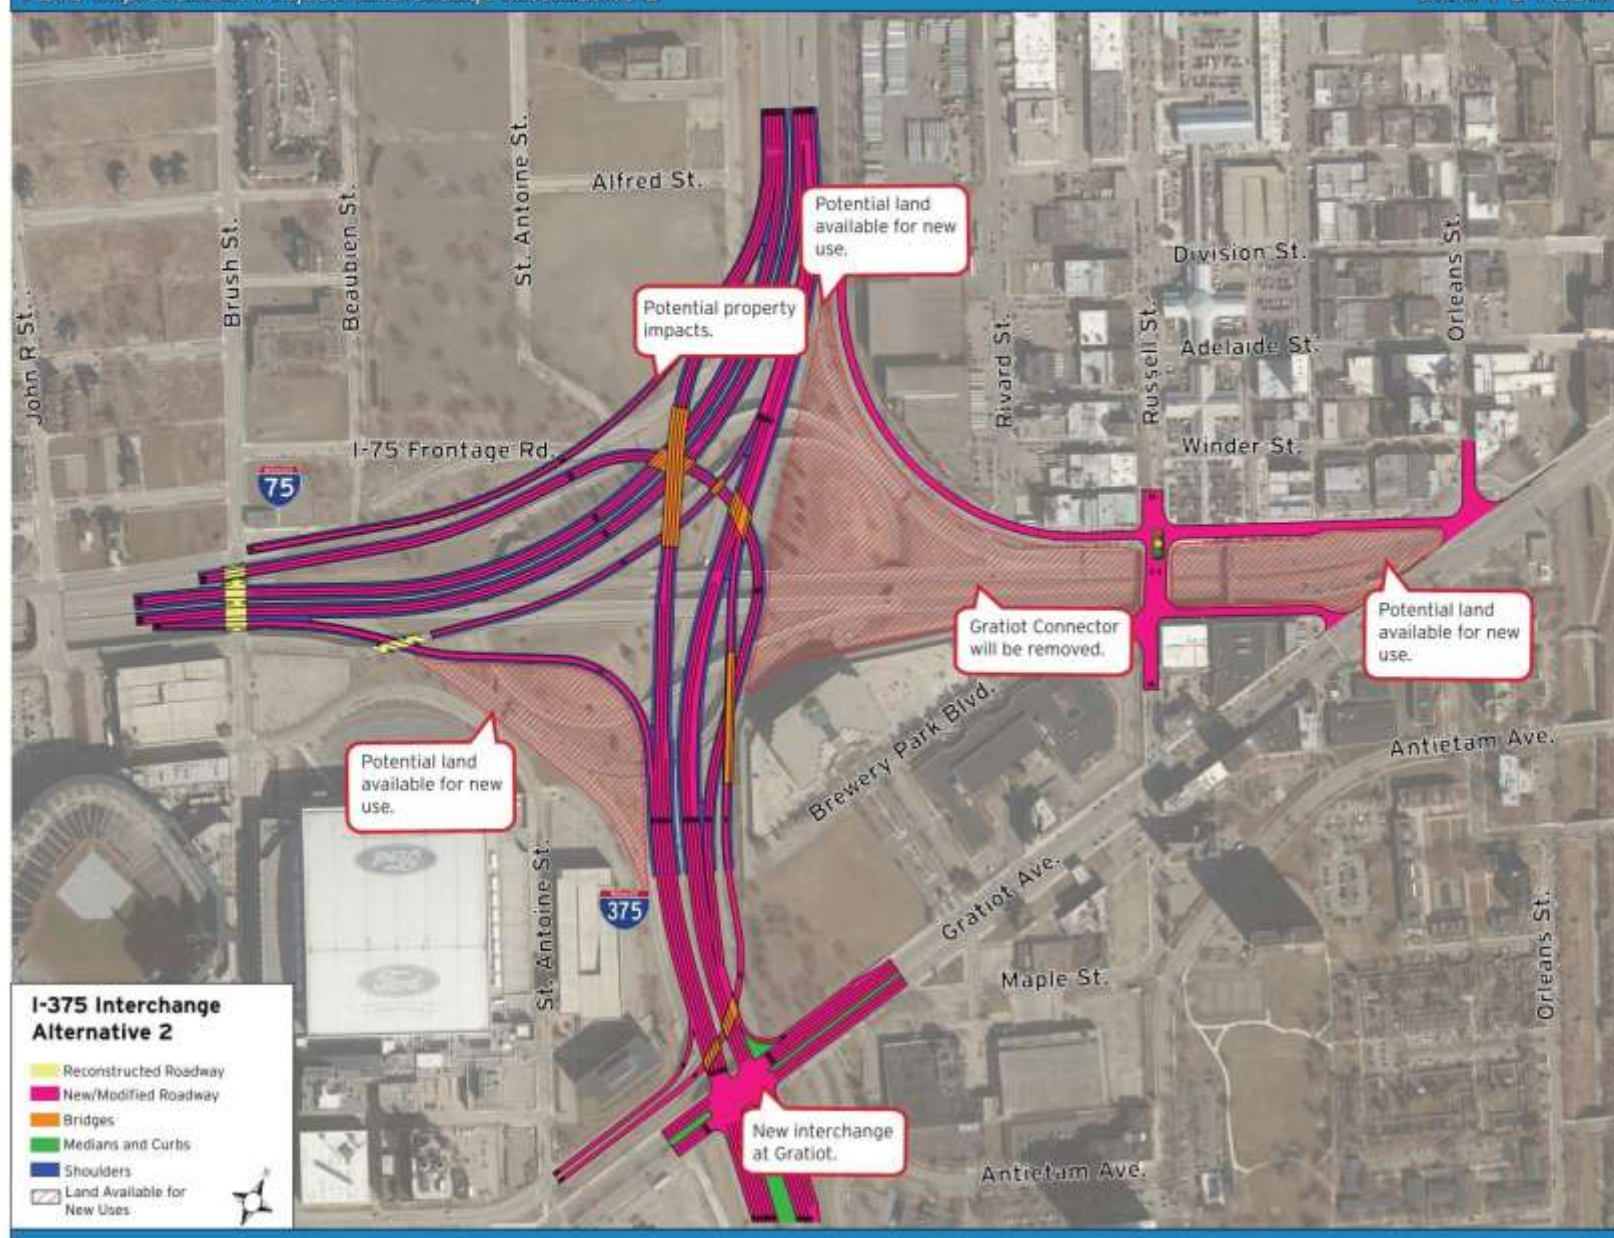 Alfred St.
St. Antoine St.
Beaubien St.
Brush St.
John R St.
Potential land
available for new
use.
Potential property
impacts.
Division St.
Orleans St.
Russell St.
Rivard St.
Adelaide St.
Winder St.
I-75 Frontage Rd.
75
Potential land
available for new
use.
Gratiot Connector
will be removed.
Brewery Park Blvd.
Antietam Ave.
Potential land
available for new
use.
St. Antoine St.
375
Gratiot Ave.
Maple St.
Orleans St.
Ford
Ford
New interchange
at Gratiot.
Antietam Ave.
I-375 Interchange
Alternative 2
Reconstructed Roadway
New/Modified Roadway
Bridges
Medians and Curbs
Shoulders
Land Available for
New Uses